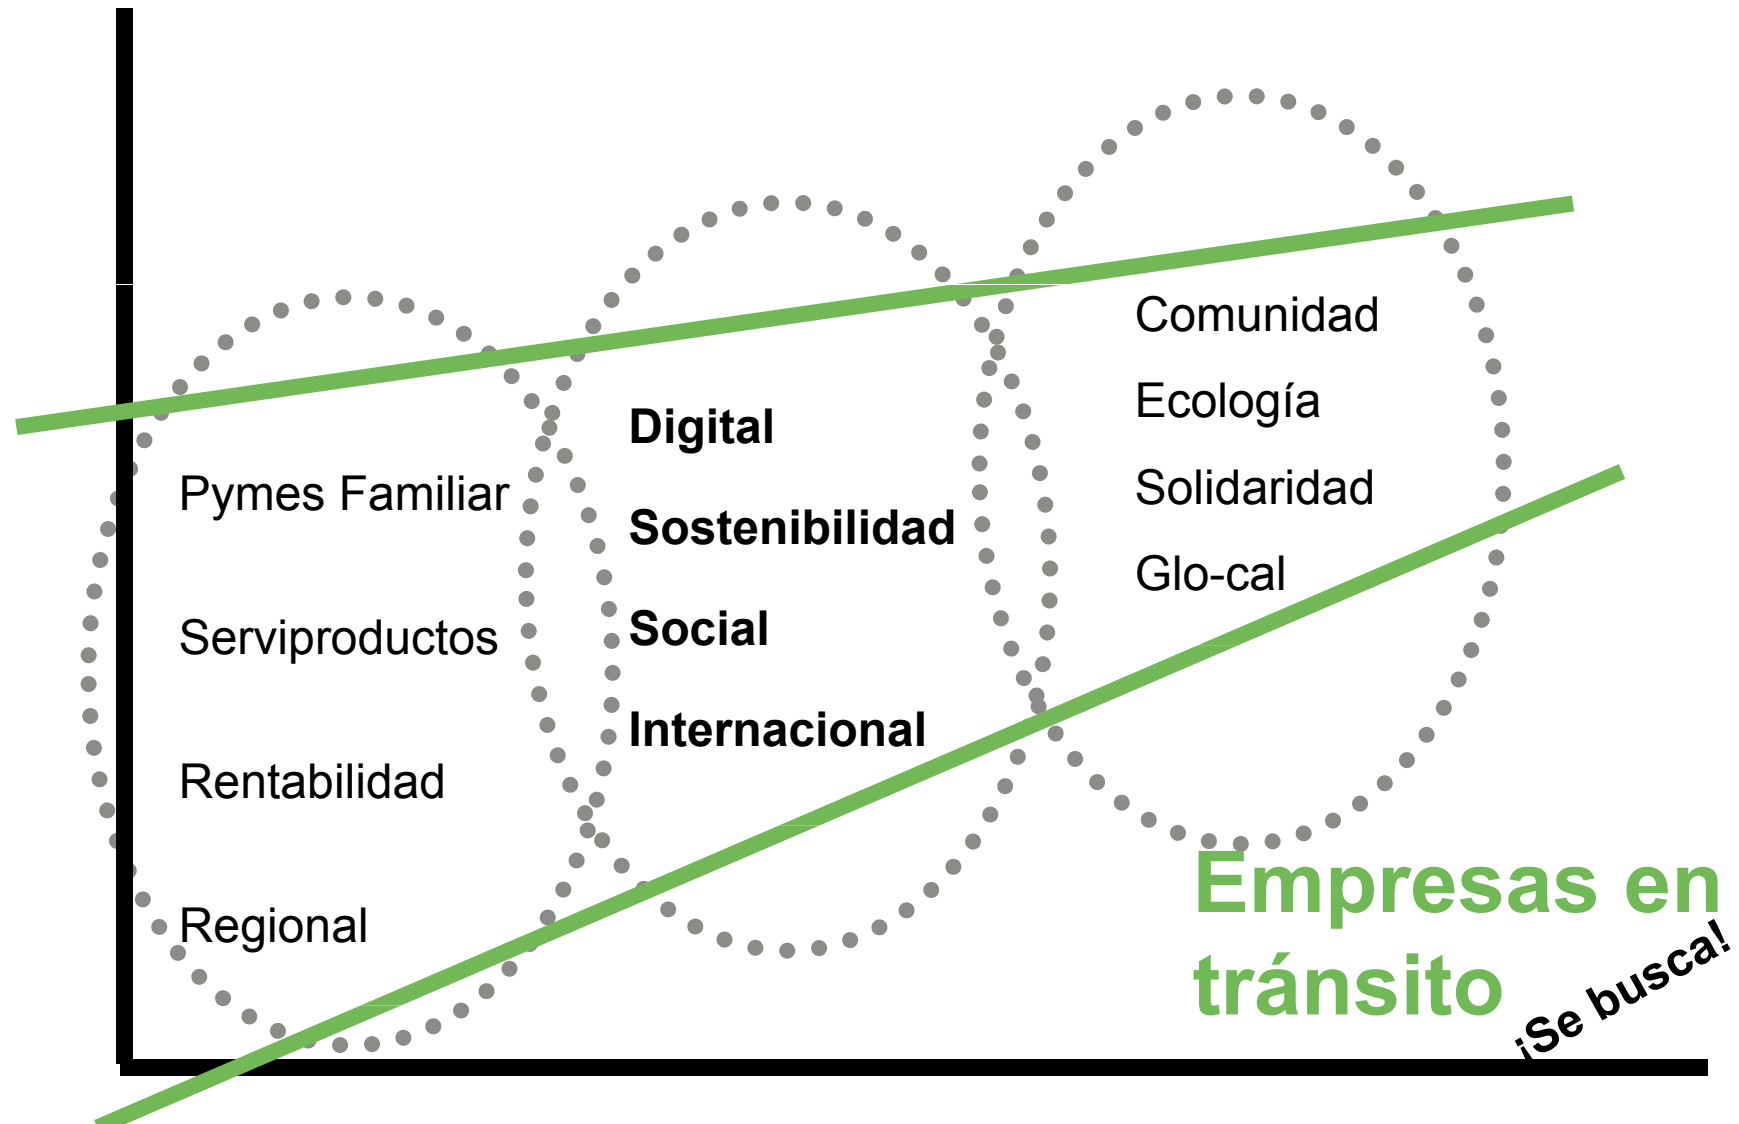 Pymes Familiar
Serviproductos
Rentabilidad
Regional
Digital
Sostenibilidad
Social
Internacional
Comunidad
Ecología
Solidaridad
Glo-cal
Empresas en
tránsito
¡Se busca!